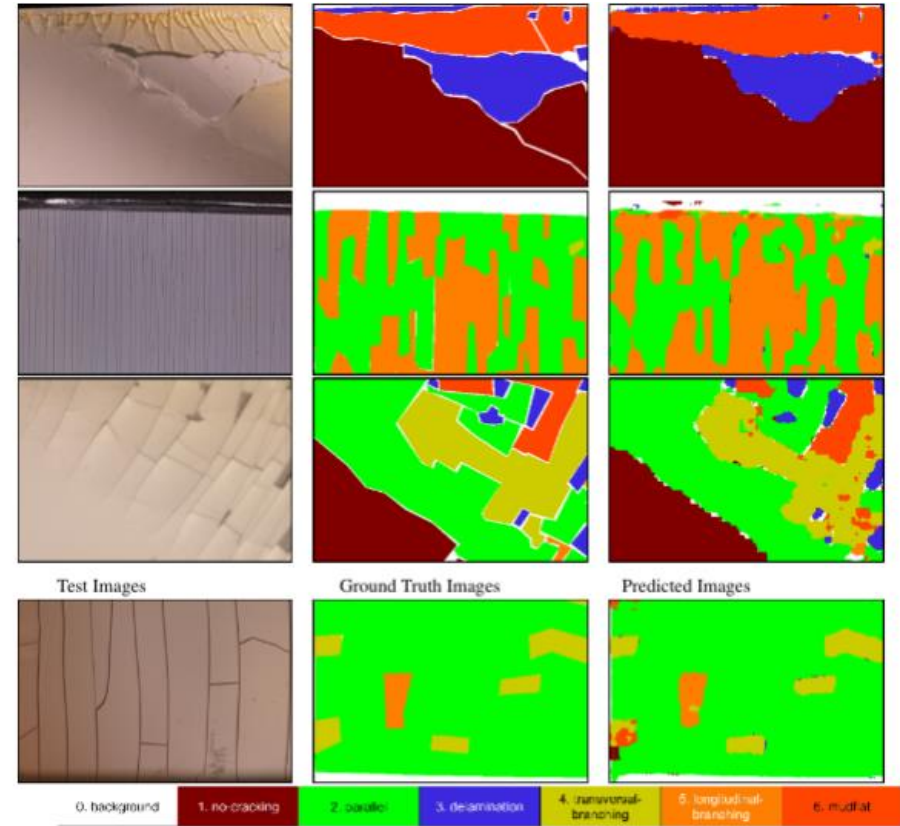 Test Images
Ground Truth Images
Predicted Images
0. background
1. no-cracking
2. parallel
3. delamination
4. transversal-
branching
5. longitudinal-
branching
6. mudflat